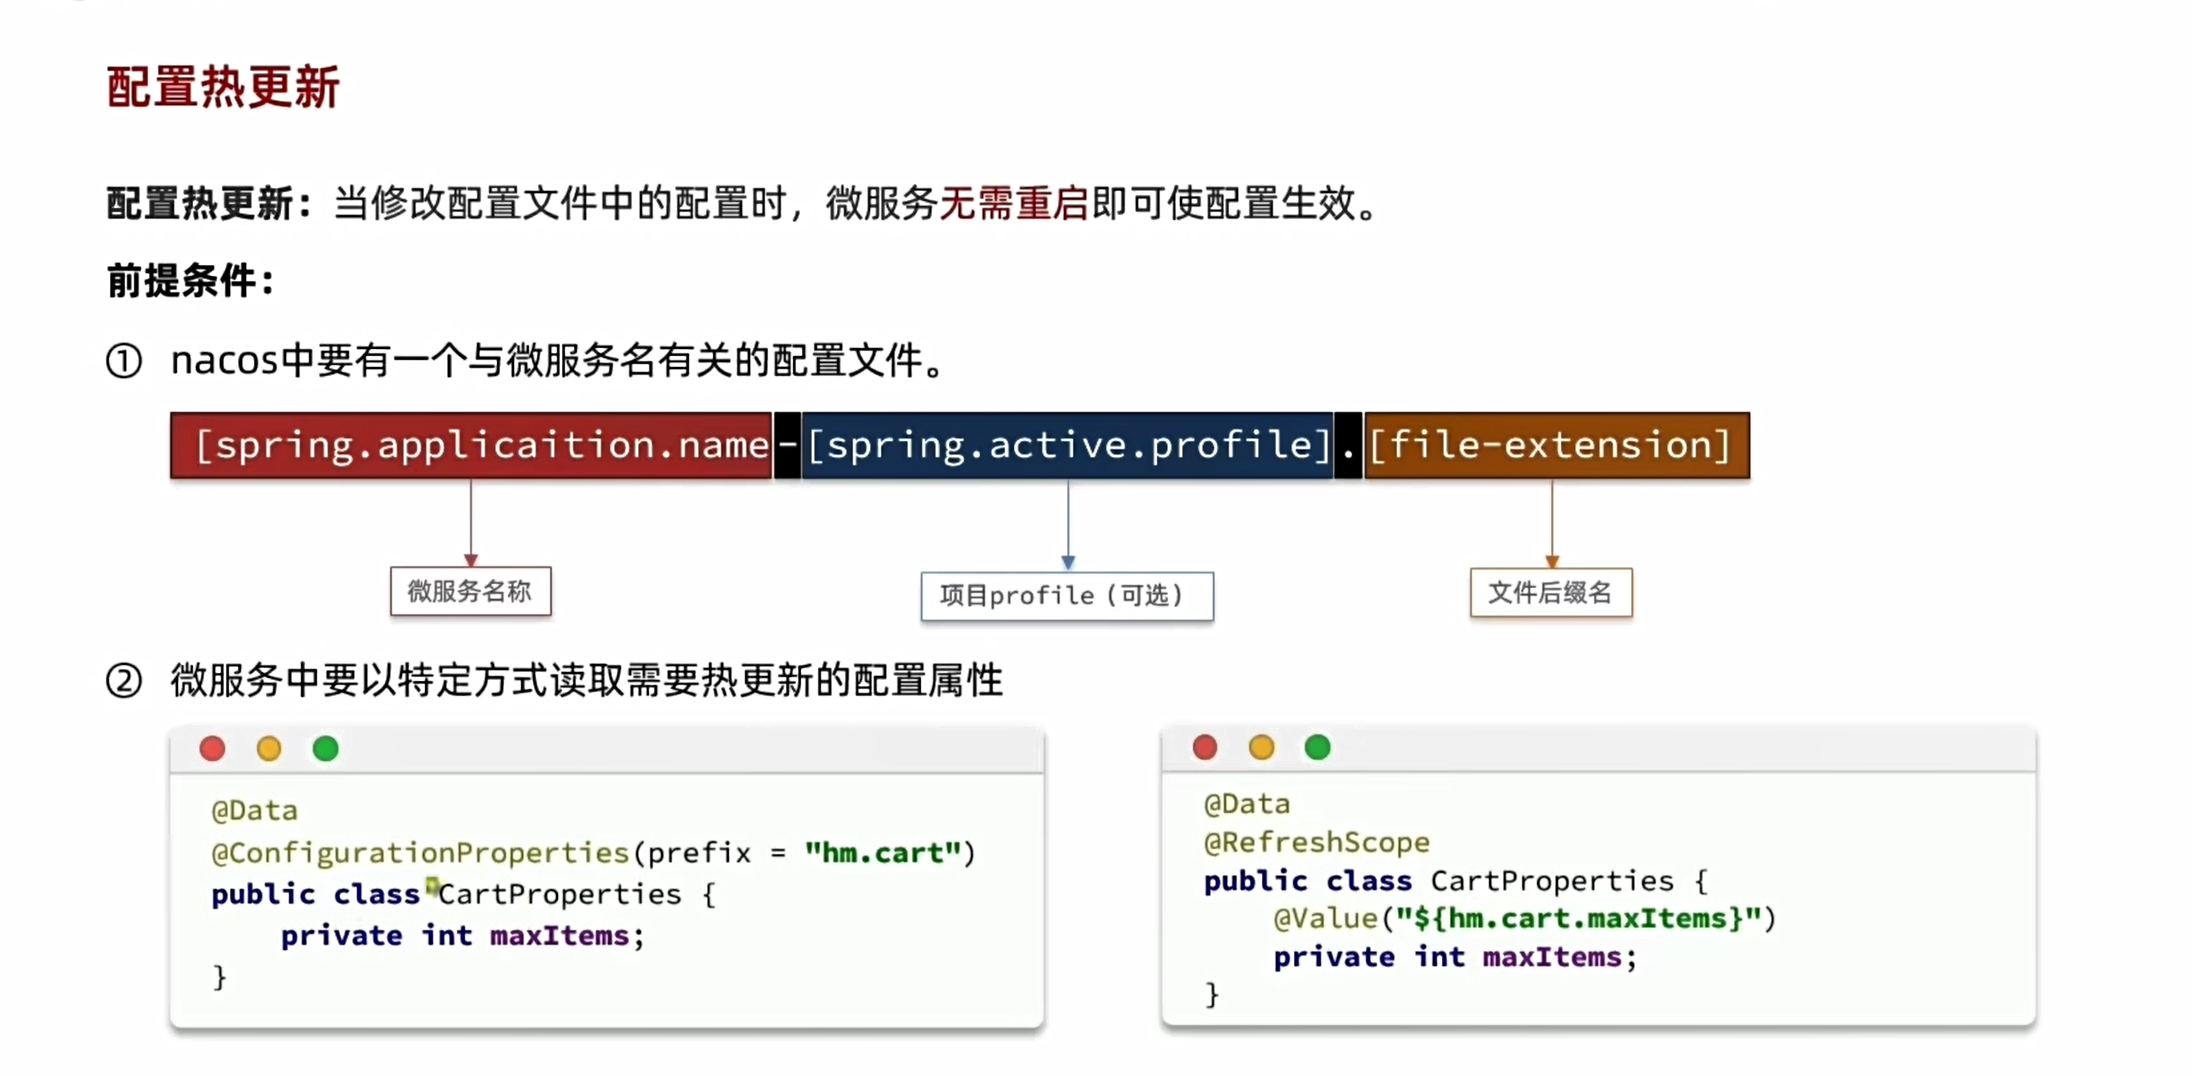 配置热更新
配置热更新：当修改配置文件中的配置时，微服务无需重启即可使配置生效。
前提条件：
① nacos中要有一个与微服务名有关的配置文件。
[spring.applicaition.name-[spring.active.profile].[file-extension]
微服务名称
项目profile（可选）
文件后缀名
② 微服务中要以特定方式读取需要热更新的配置属性
@Data
@ConfigurationProperties(prefix = "hm.cart")
public class CartProperties {
    private int maxItems;
}
@Data
@RefreshScope
public class CartProperties {
    @Value("${hm.cart.maxItems}")
    private int maxItems;
}